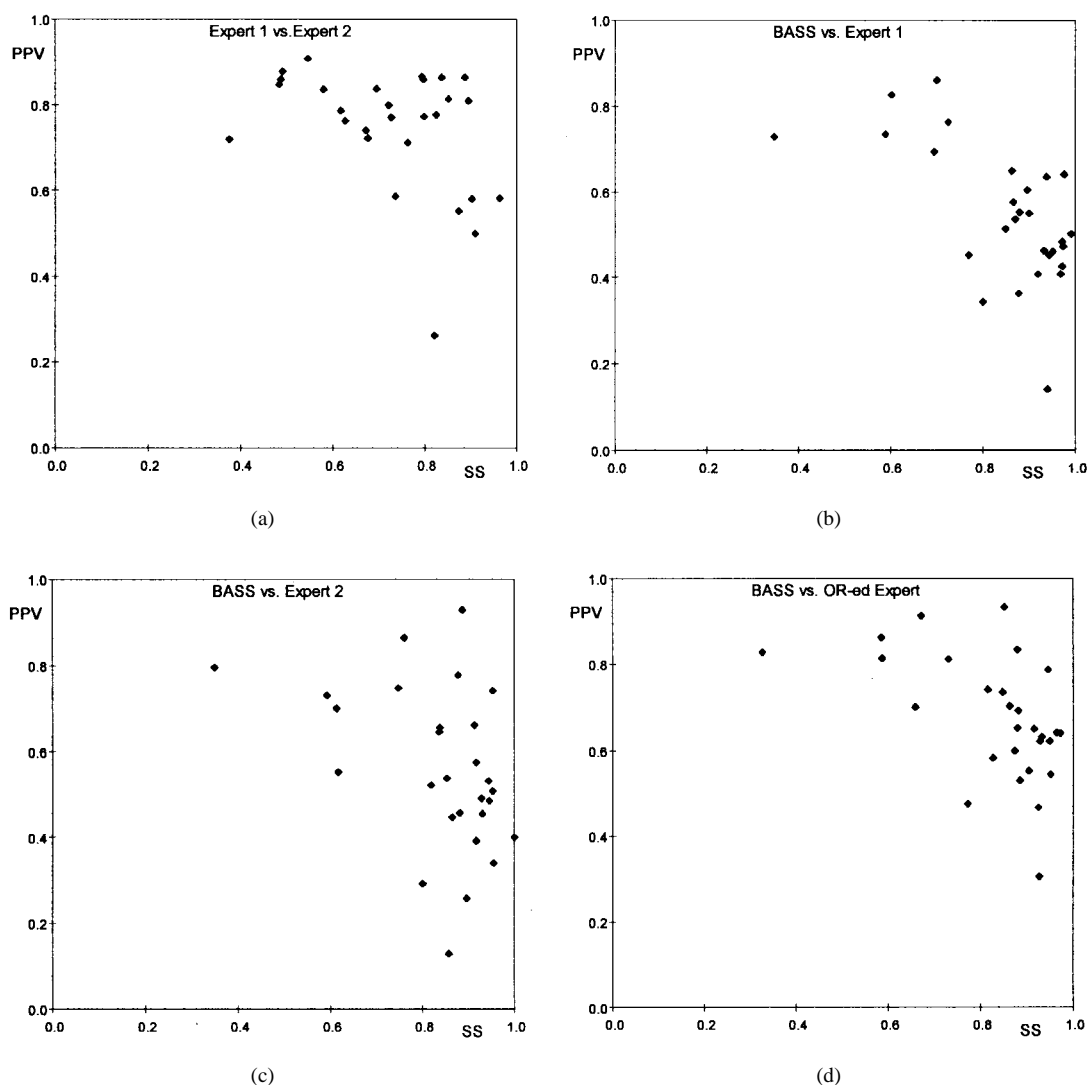 Expert 1 vs.Expert 2
PPV
1.0
0.8
0.6
0.4
0.2
0.0
0.0 0.2 0.4 0.6 0.8 1.0
SS
(a)
BASS vs. Expert 1
PPV
1.0
0.8
0.6
0.4
0.2
0.0
0.0 0.2 0.4 0.6 0.8 1.0
SS
(b)
BASS vs. Expert 2
PPV
1.0
0.8
0.6
0.4
0.2
0.0
0.0 0.2 0.4 0.6 0.8 1.0
SS
(c)
BASS vs. OR-ed Expert
PPV
1.0
0.8
0.6
0.4
0.2
0.0
0.0 0.2 0.4 0.6 0.8 1.0
SS
(d)